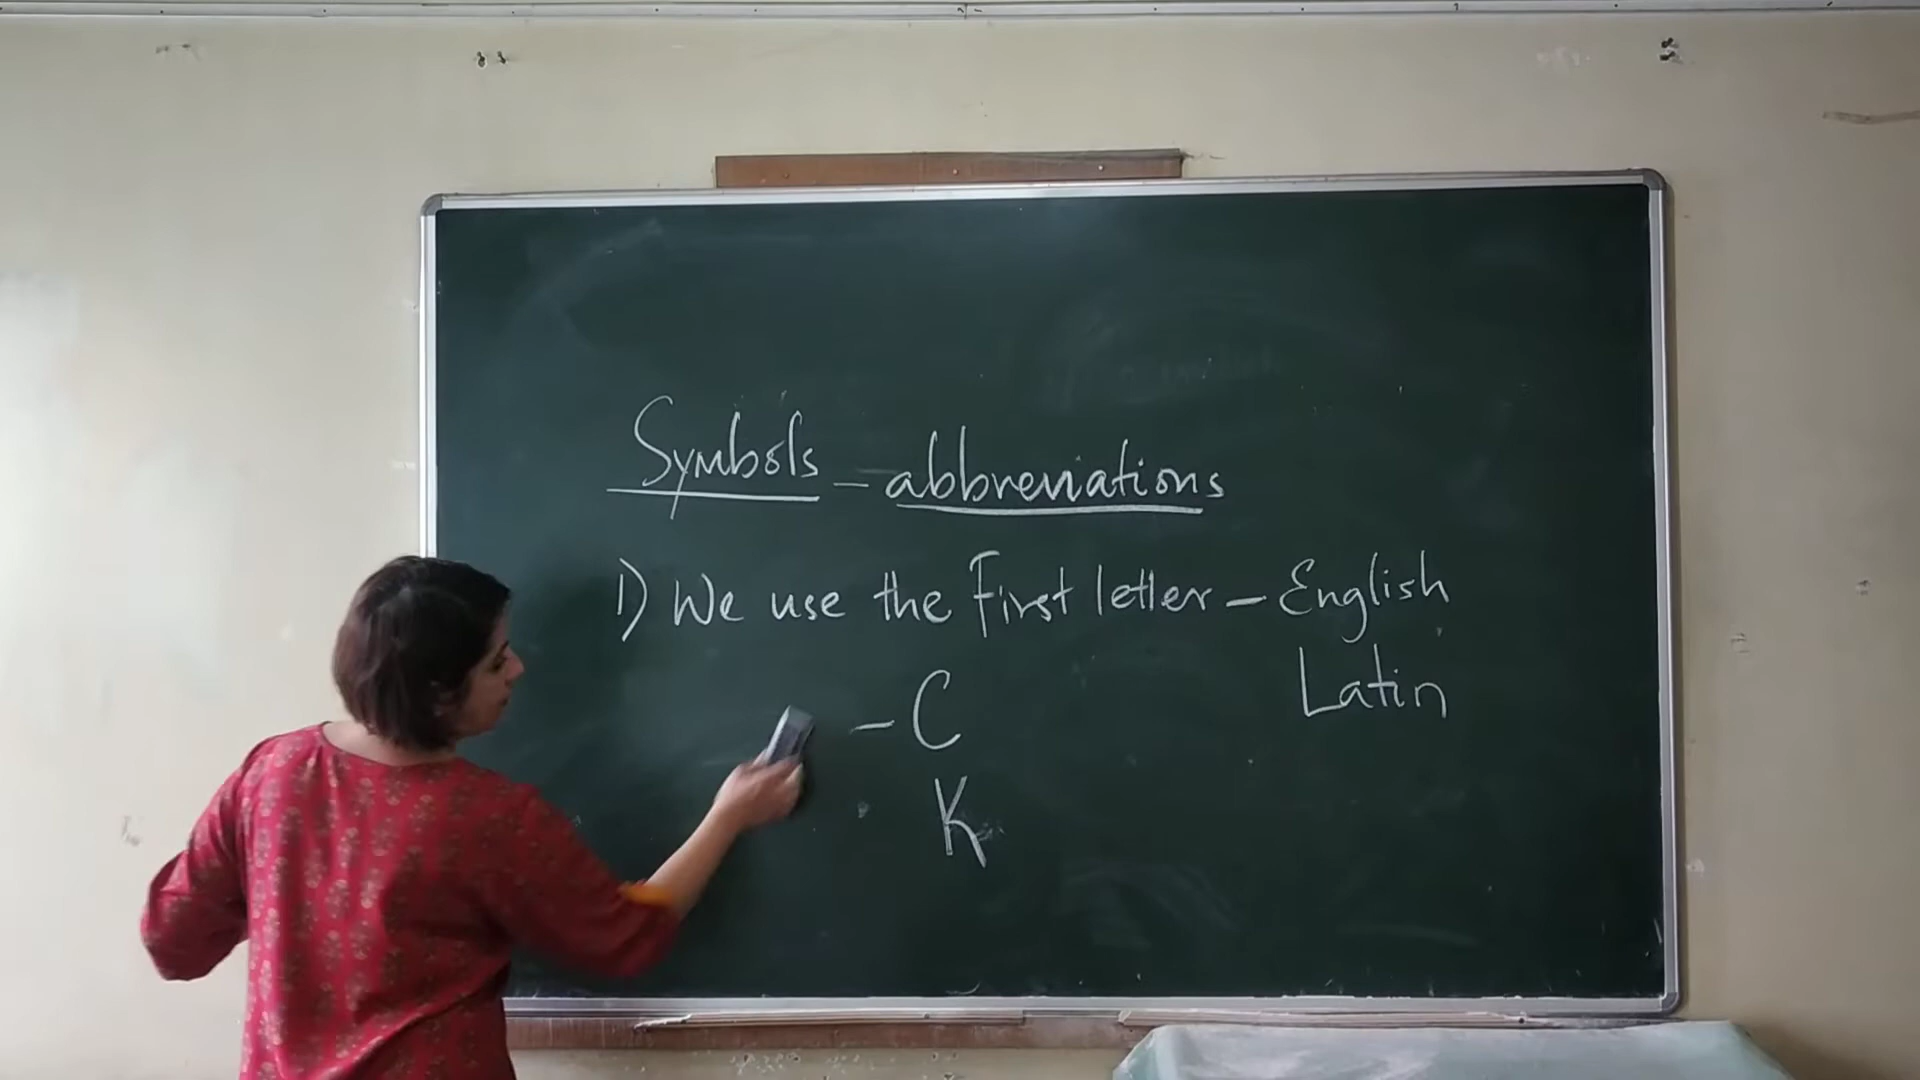 Symbols - abbreviations
1) We use the First letter - English
Latin
- C
K